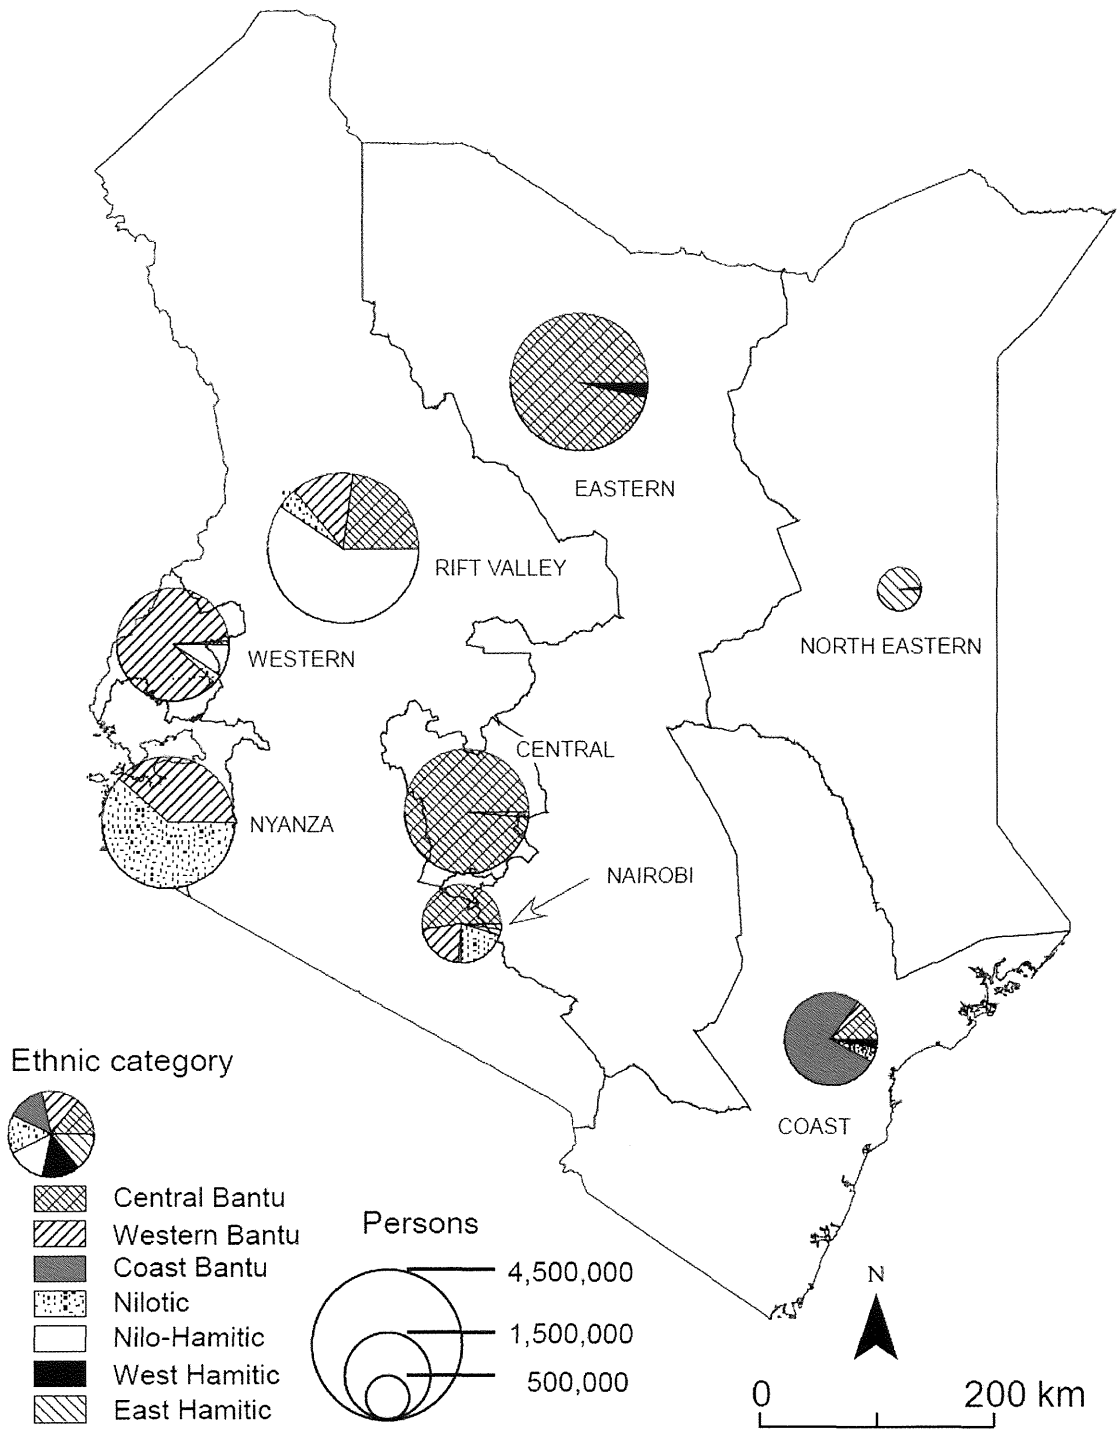 EASTERN
RIFT VALLEY
NORTH EASTERN
WESTERN
CENTRAL
NYANZA
NAIROBI
COAST
Ethnic category
Central Bantu
Western Bantu
Coast Bantu
Nilotic
Nilo-Hamitic
West Hamitic
East Hamitic
Persons
4,500,000
1,500,000
500,000
N
0 200 km